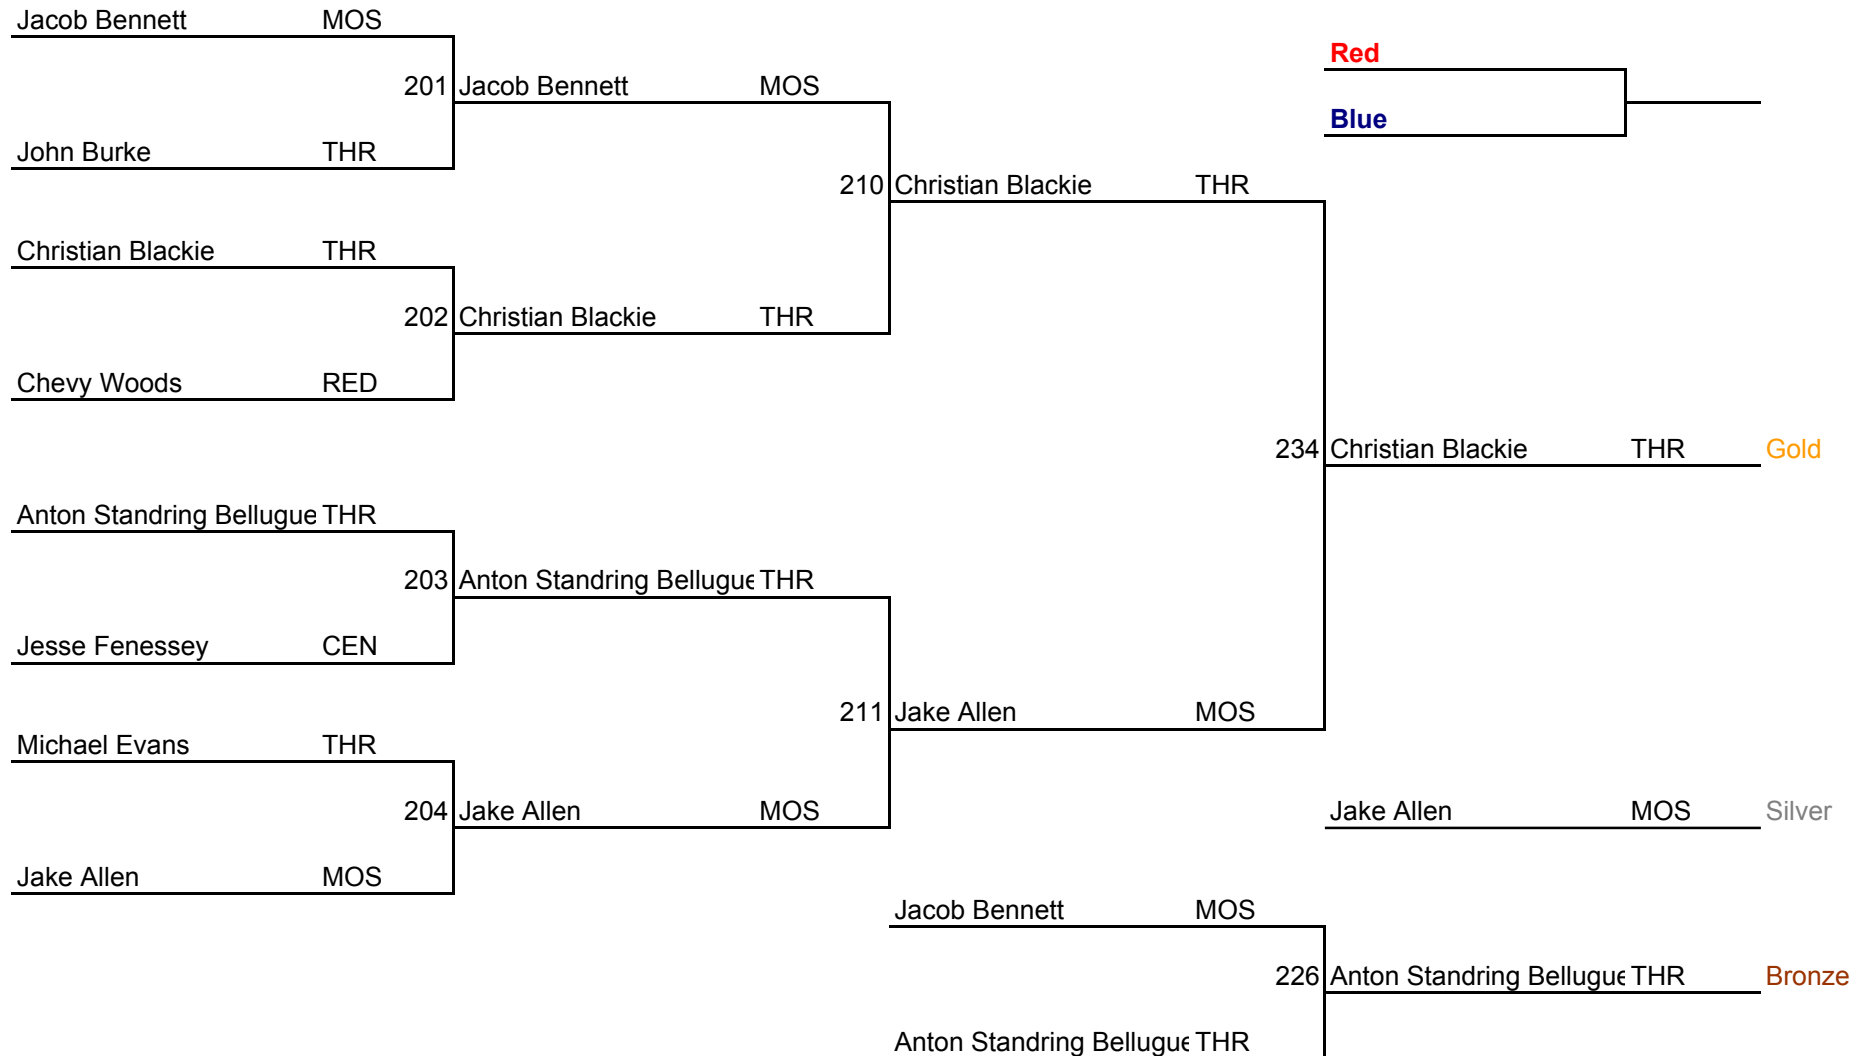 Jacob Bennett MOS
Red
201 Jacob Bennett MOS
Blue
John Burke THR
210 Christian Blackie THR
Christian Blackie THR
202 Christian Blackie THR
Chevy Woods RED
234 Christian Blackie THR Gold
Anton Standring Bellugue THR
203 Anton Standring Bellugue THR
Jesse Fenessey CEN
211 Jake Allen MOS
Michael Evans THR
204 Jake Allen MOS
Jake Allen MOS Silver
Jake Allen MOS
Jacob Bennett MOS
226 Anton Standring Bellugue THR Bronze
Anton Standring Bellugue THR